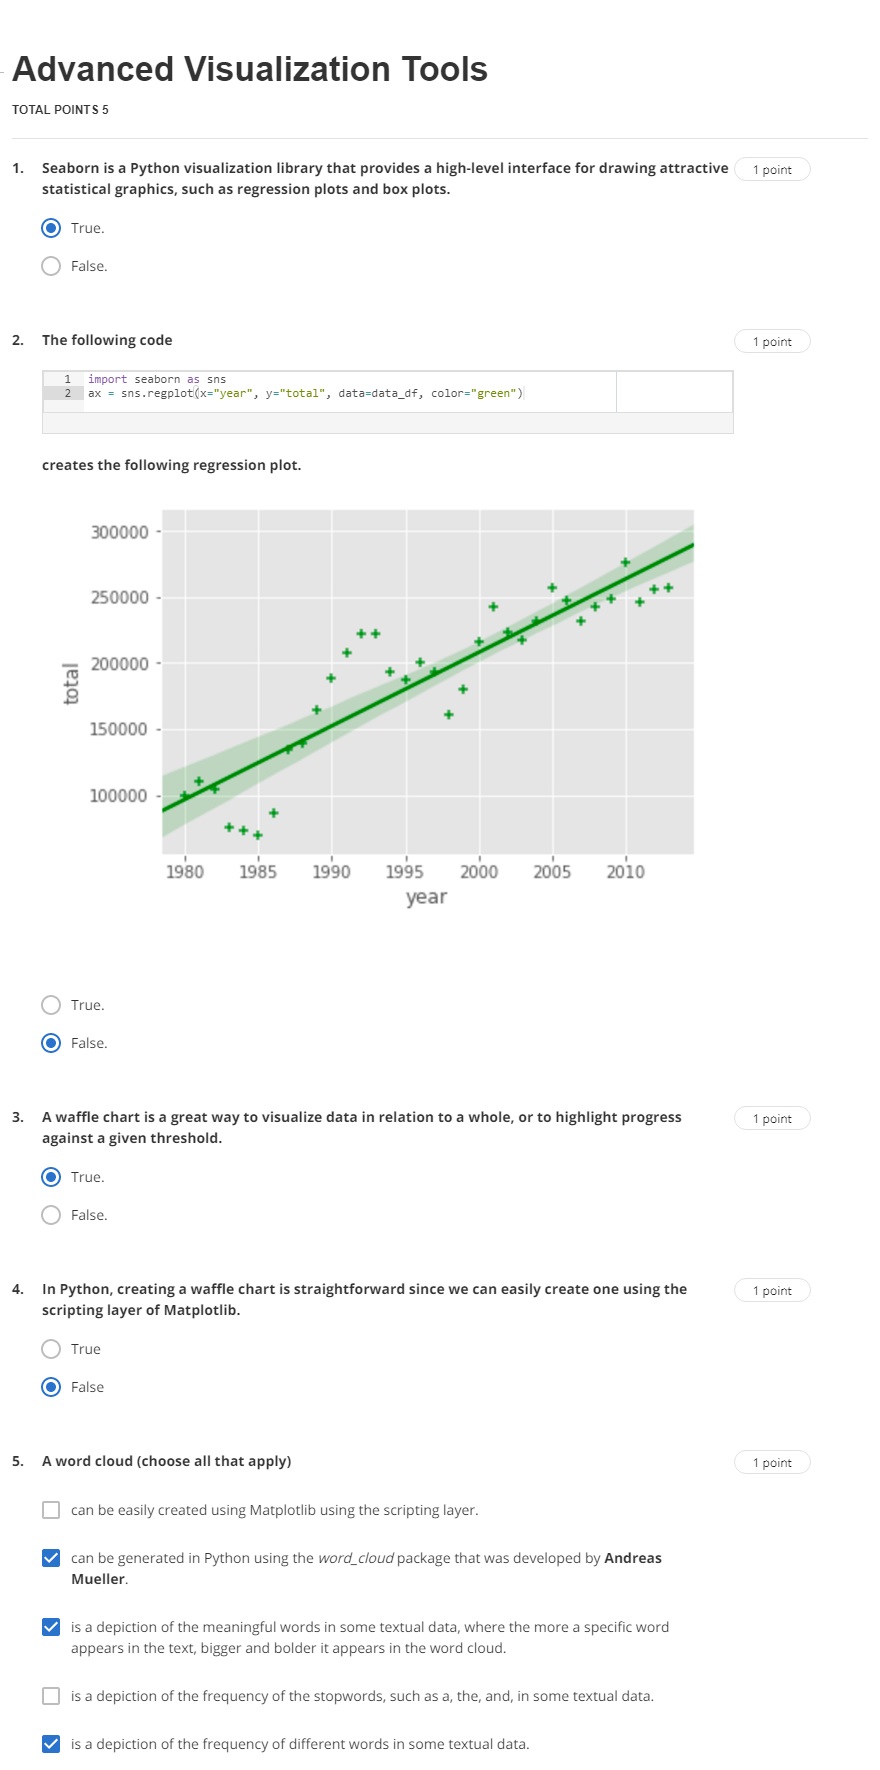 Advanced Visualization Tools
TOTAL POINTS 5
1. Seaborn is a Python visualization library that provides a high-level interface for drawing attractive 1 point
statistical graphics, such as regression plots and box plots.
True.
False.
2. The following code 1 point
1 import seaborn as sns
2 ax = sns.regplot(x="year", y="total", data=data_df, color="green")
creates the following regression plot.
300000
250000
200000
150000
100000
total
1980 1985 1990 1995 2000 2005 2010
year
True.
False.
3. A waffle chart is a great way to visualize data in relation to a whole, or to highlight progress 1 point
against a given threshold.
True.
False.
4. In Python, creating a waffle chart is straightforward since we can easily create one using the 1 point
scripting layer of Matplotlib.
True
False
5. A word cloud (choose all that apply) 1 point
can be easily created using Matplotlib using the scripting layer.
can be generated in Python using the word_cloud package that was developed by Andreas
Mueller.
is a depiction of the meaningful words in some textual data, where the more a specific word
appears in the text, bigger and bolder it appears in the word cloud.
is a depiction of the frequency of the stopwords, such as a, the, and, in some textual data.
is a depiction of the frequency of different words in some textual data.